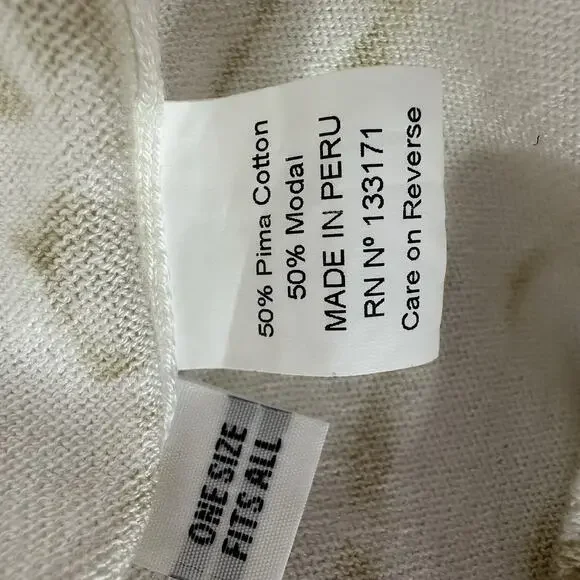 50% Pima Cotton
50% Modal
MADE IN PERU
RN Nº 133171
Care on Reverse
ONE SIZE
FITS ALL